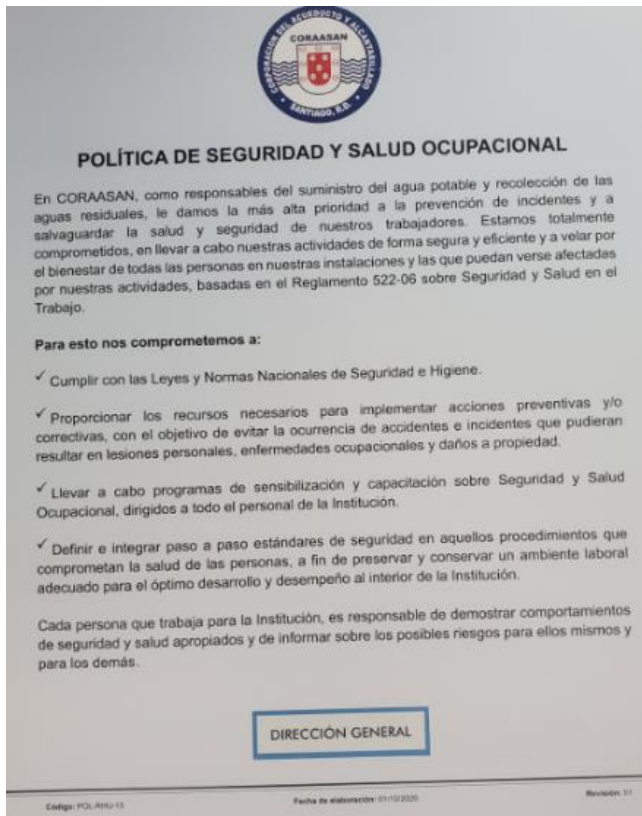 CORPORACIÓN DEL ACUEDUCTO Y ALCANTARILLADO
CORAASAN
SANTIAGO, R.D.
POLÍTICA DE SEGURIDAD Y SALUD OCUPACIONAL
En CORAASAN, como responsables del suministro del agua potable y recolección de las
aguas residuales, le damos la más alta prioridad a la prevención de incidentes y a
salvaguardar la salud y seguridad de nuestros trabajadores. Estamos totalmente
comprometidos, en llevar a cabo nuestras actividades de forma segura y eficiente y a velar por
el bienestar de todas las personas en nuestras instalaciones y las que puedan verse afectadas
por nuestras actividades, basadas en el Reglamento 522-06 sobre Seguridad y Salud en el
Trabajo.
Para esto nos comprometemos a:
✓ Cumplir con las Leyes y Normas Nacionales de Seguridad e Higiene.
✓ Proporcionar los recursos necesarios para implementar acciones preventivas y/o
correctivas, con el objetivo de evitar la ocurrencia de accidentes e incidentes que pudieran
resultar en lesiones personales, enfermedades ocupacionales y daños a propiedad.
✓ Llevar a cabo programas de sensibilización y capacitación sobre Seguridad y Salud
Ocupacional, dirigidos a todo el personal de la Institución.
✓ Definir e integrar paso a paso estándares de seguridad en aquellos procedimientos que
comprometan la salud de las personas, a fin de preservar y conservar un ambiente laboral
adecuado para el óptimo desarrollo y desempeño al interior de la Institución.
Cada persona que trabaja para la Institución, es responsable de demostrar comportamientos
de seguridad y salud apropiados y de informar sobre los posibles riesgos para ellos mismos y
para los demás.
DIRECCIÓN GENERAL
Código: POL-RHU-13
Fecha de elaboración: 01/10/2020
Revisión: 01